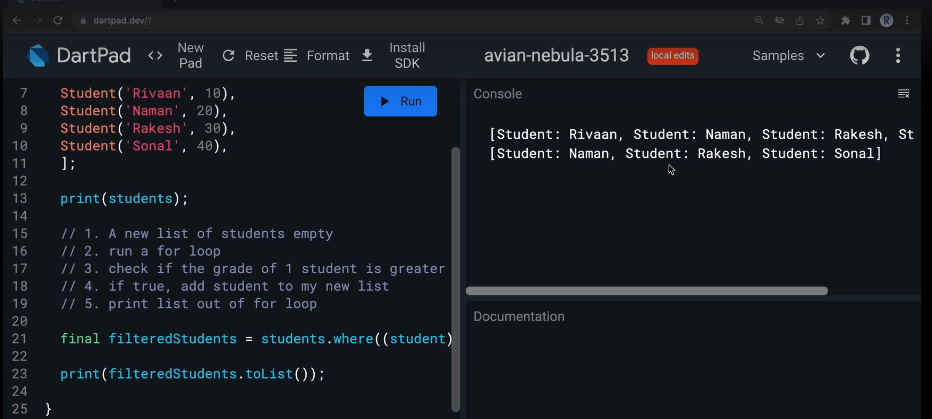 dartpad.dev/?
R
DartPad
<> New Pad
Reset
Format
Install SDK
avian-nebula-3513
local edits
Samples
7 Student('Rivaan', 10),
8 Student('Naman', 20),
9 Student('Rakesh', 30),
10 Student('Sonal', 40),
11 ];
12
13 print(students);
14
15 // 1. A new list of students empty
16 // 2. run a for loop
17 // 3. check if the grade of 1 student is greater
18 // 4. if true, add student to my new list
19 // 5. print list out of for loop
20
21 final filteredStudents = students.where((student)
22
23 print(filteredStudents.toList());
24
25 }
Run
Console
[Student: Rivaan, Student: Naman, Student: Rakesh, St
[Student: Naman, Student: Rakesh, Student: Sonal]
Documentation